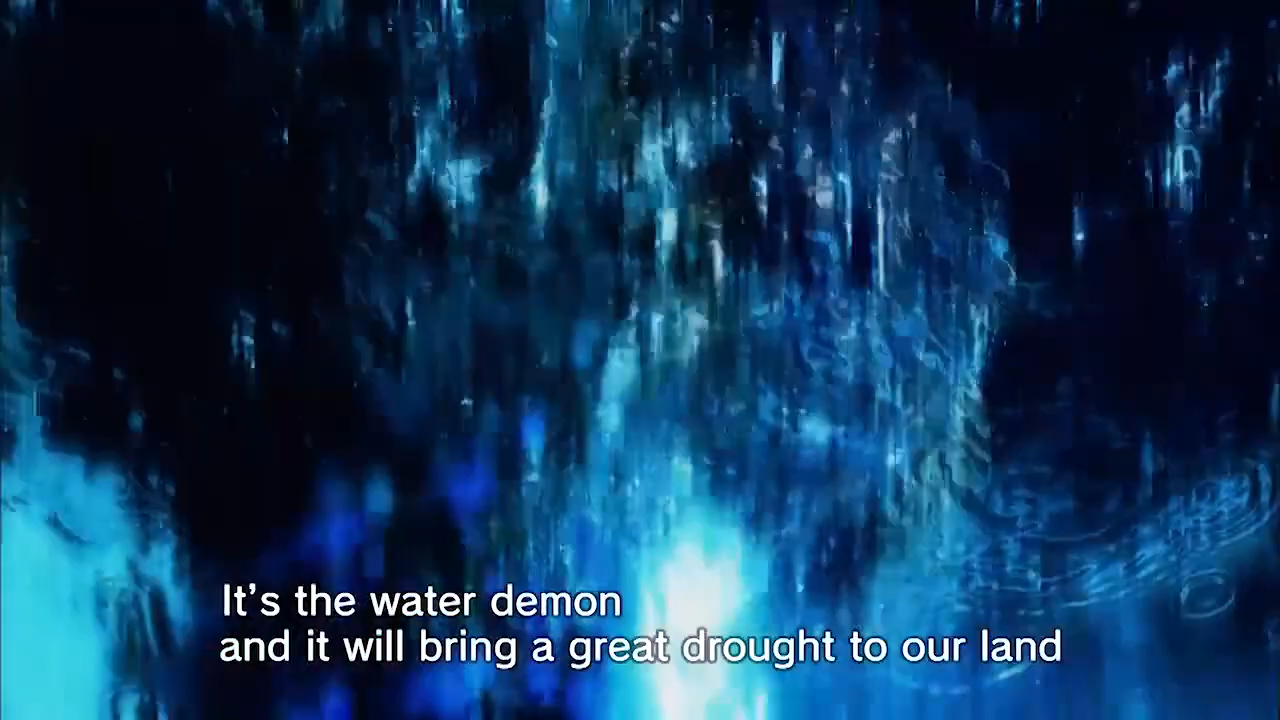 It’s the water demon
and it will bring a great drought to our land